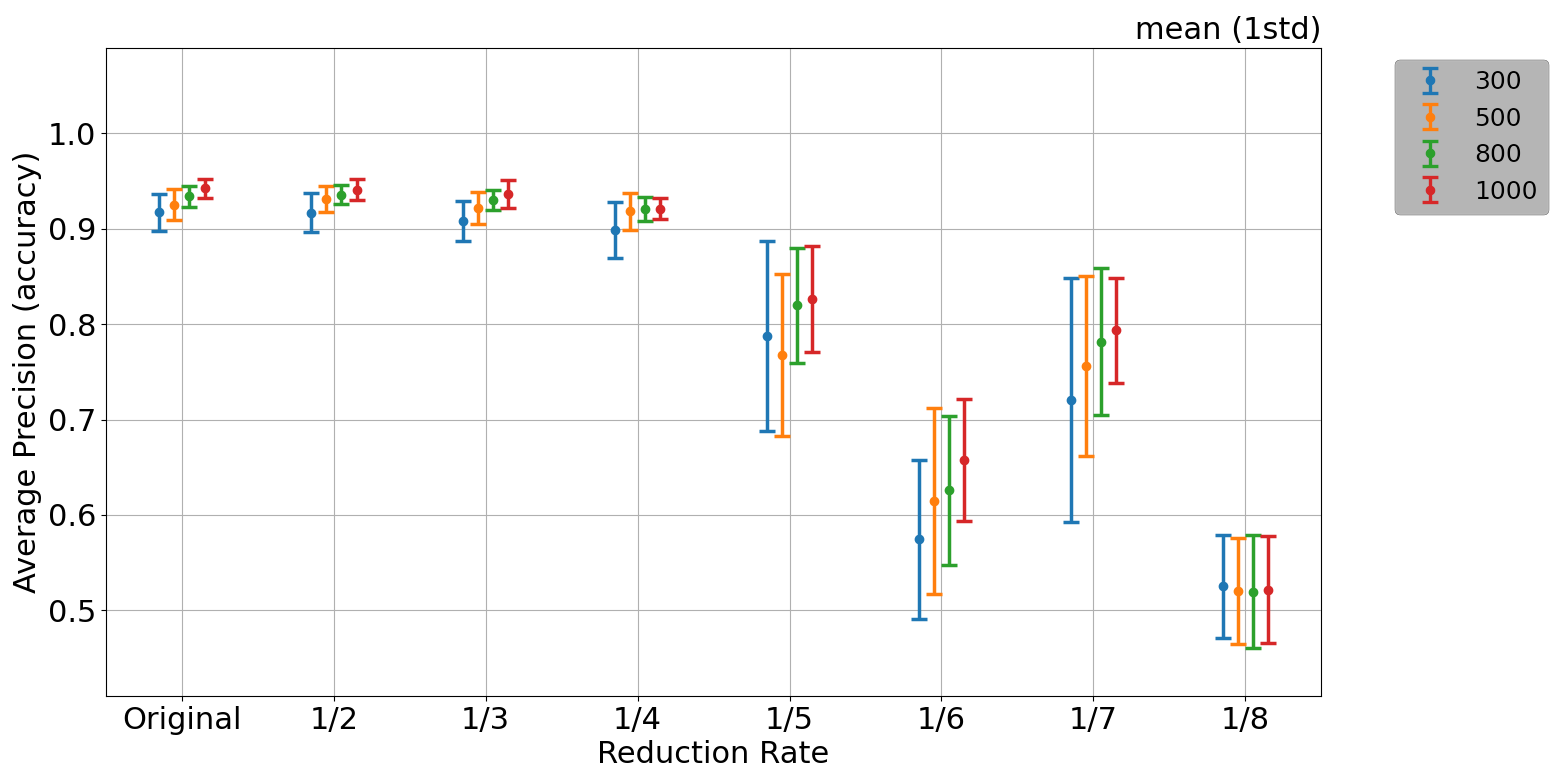 mean (1std)
300
500
800
1000
Average Precision (accuracy)
1.0
0.9
0.8
0.7
0.6
0.5
Original 1/2 1/3 1/4 1/5 1/6 1/7 1/8
Reduction Rate